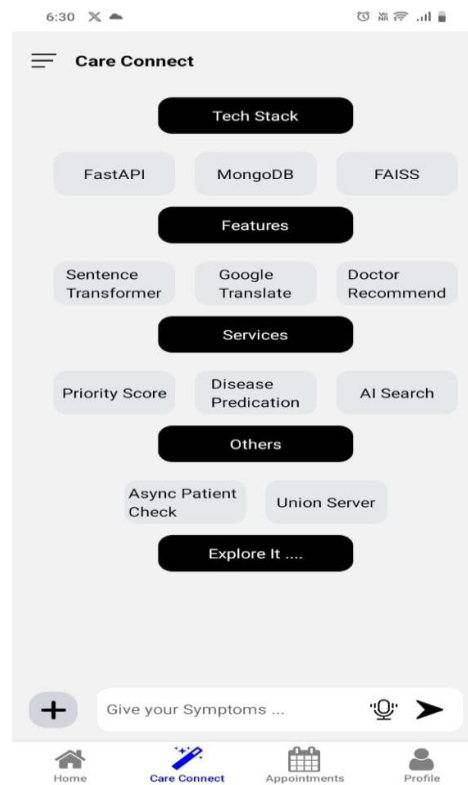 6:30
Care Connect
Tech Stack
FastAPI MongoDB FAISS
Features
Sentence Google Doctor
Transformer Translate Recommend
Services
Priority Score Disease Predication AI Search
Others
Async Patient
Check
Union Server
Explore It ....
Give your Symptoms ...
Home Care Connect Appointments Profile